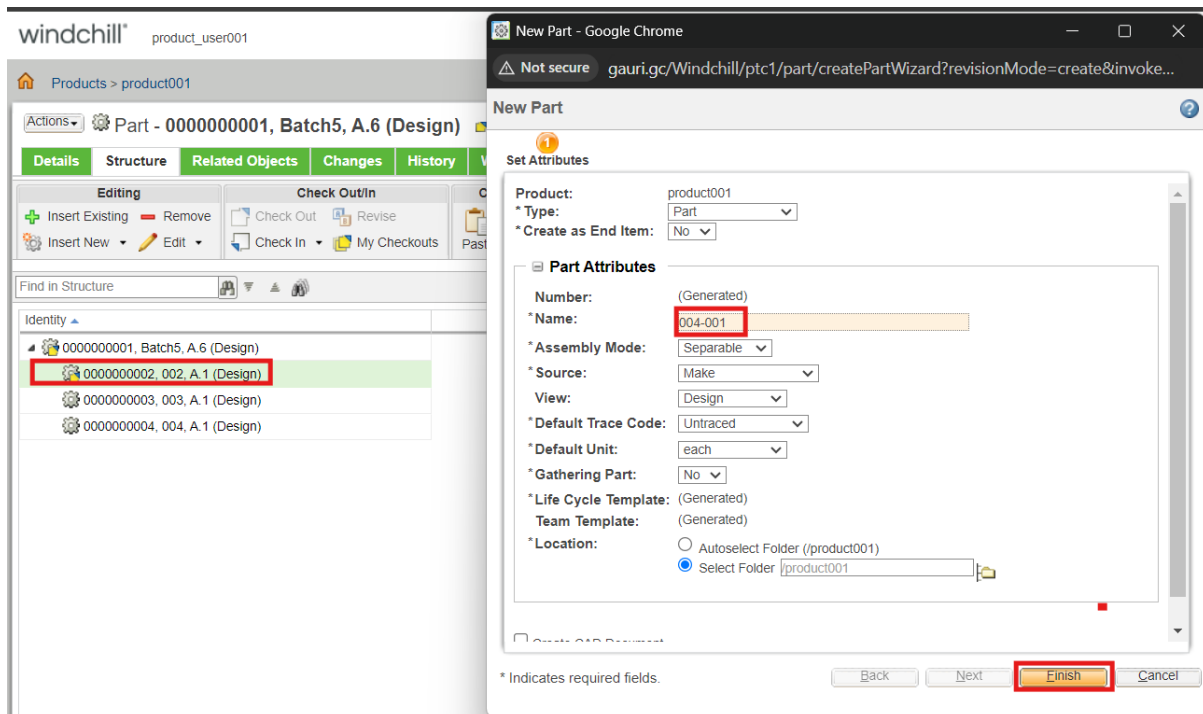 windchill® product_user001
Products > product001
Actions Part - 0000000001, Batch5, A.6 (Design)
Details Structure Related Objects Changes History
Editing Check Out/In
Insert Existing Remove Check Out Revise
Insert New Edit Check In My Checkouts Past
Find in Structure
Identity
0000000001, Batch5, A.6 (Design)
0000000002, 002, A.1 (Design)
0000000003, 003, A.1 (Design)
0000000004, 004, A.1 (Design)
New Part - Google Chrome
Not secure gauri.gc/Windchill/ptc1/part/createPartWizard?revisionMode=create&invoke...
New Part
1
Set Attributes
Product: product001
* Type: Part
* Create as End Item: No
Part Attributes
Number: (Generated)
*Name: 004-001
*Assembly Mode: Separable
*Source: Make
View: Design
*Default Trace Code: Untraced
*Default Unit: each
*Gathering Part: No
*Life Cycle Template: (Generated)
Team Template: (Generated)
*Location: Autoselect Folder (/product001)
Select Folder /product001
Create CAD Document
* Indicates required fields. Back Next Finish Cancel